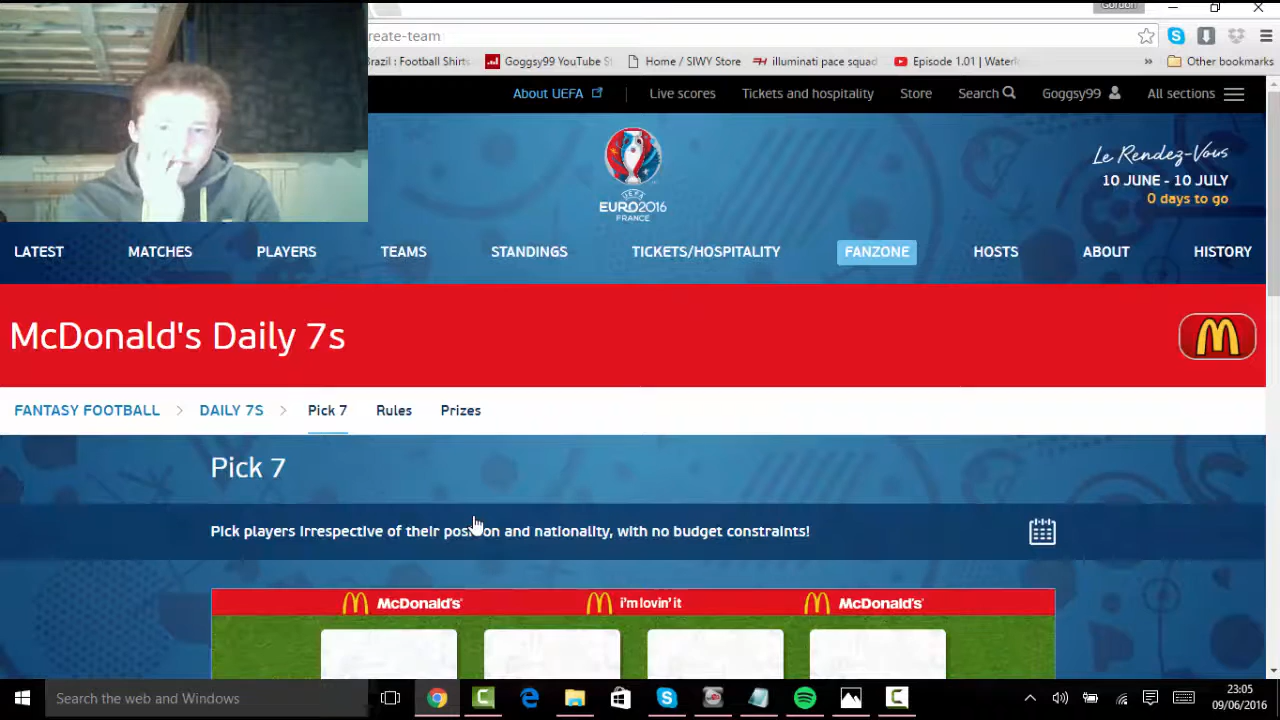 Gordon
reate-team
Brazil : Football Shirts
Goggsy99 YouTube S
Home / SIWY Store
illuminati pace squad
Episode 1.01 | Water
»
Other bookmarks
About UEFA
Live scores
Tickets and hospitality
Store
Search
Goggsy99
All sections
UEFA
EURO2016
FRANCE
Le Rendez-Vous
10 JUNE - 10 JULY
0 days to go
LATEST
MATCHES
PLAYERS
TEAMS
STANDINGS
TICKETS/HOSPITALITY
FANZONE
HOSTS
ABOUT
HISTORY
McDonald's Daily 7s
FANTASY FOOTBALL
DAILY 7S
Pick 7
Rules
Prizes
Pick 7
Pick players irrespective of their position and nationality, with no budget constraints!
McDonald's
i'm lovin' it
McDonald's
Search the web and Windows
23:05
09/06/2016